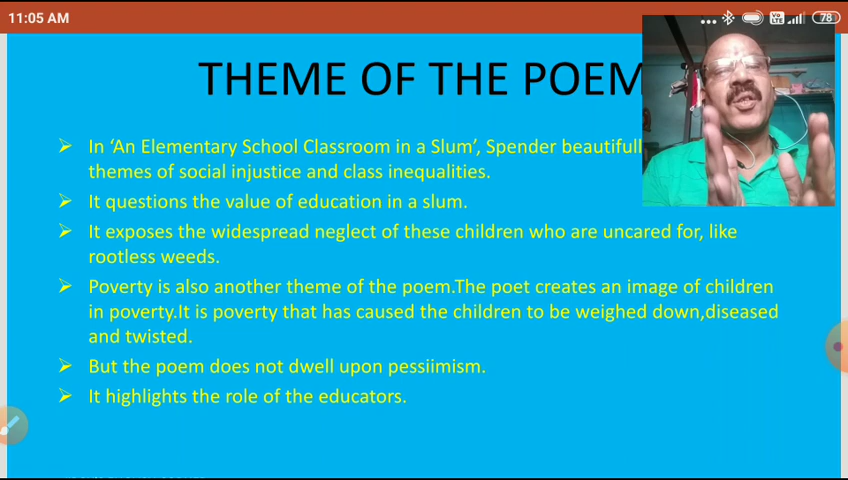 11:05 AM
Vo LTE
78
THEME OF THE POEM
➢ In 'An Elementary School Classroom in a Slum', Spender
themes of social injustice and class inequalities.
➢ It questions the value of education in a slum.
➢ It exposes the widespread neglect of these children who are uncared for, like
rootless weeds.
➢ Poverty is also another theme of the poem.The poet creates an image of children
in poverty.It is poverty that has caused the children to be weighed down,diseased
and twisted.
➢ But the poem does not dwell upon pessiimism.
➢ It highlights the role of the educators.